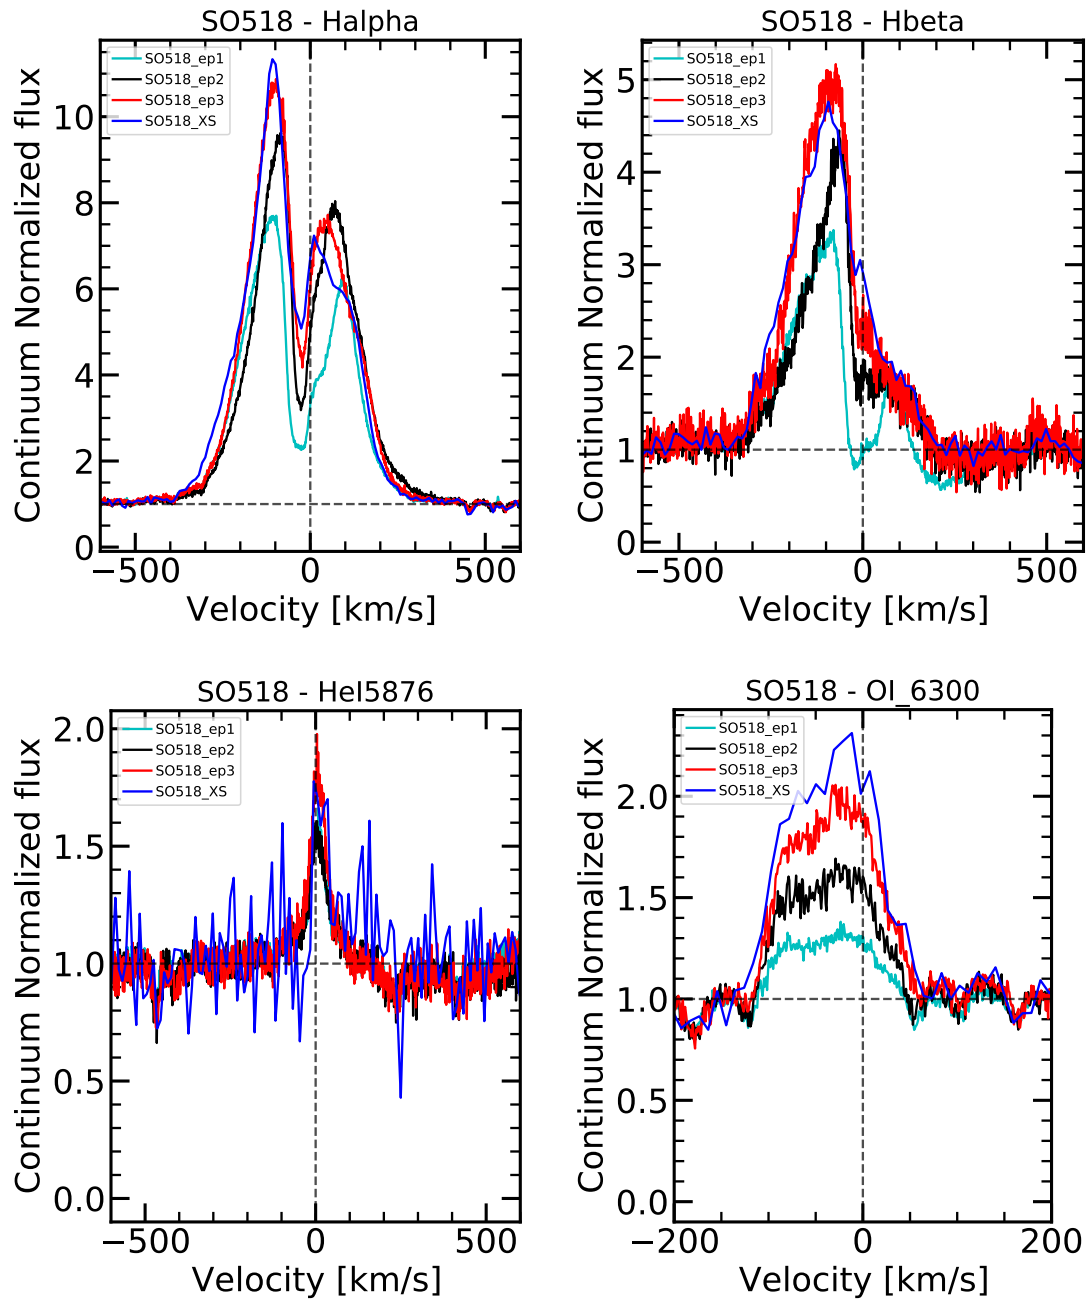 SO518 - Halpha
SO518_ep1
SO518_ep2
SO518_ep3
SO518_XS
Continuum Normalized flux
10
8
6
4
2
0
−500 0 500
Velocity [km/s]
SO518 - Hbeta
SO518_ep1
SO518_ep2
SO518_ep3
SO518_XS
Continuum Normalized flux
5
4
3
2
1
0
−500 0 500
Velocity [km/s]
SO518 - HeI5876
SO518_ep1
SO518_ep2
SO518_ep3
SO518_XS
Continuum Normalized flux
2.0
1.5
1.0
0.5
0.0
−500 0 500
Velocity [km/s]
SO518 - OI_6300
SO518_ep1
SO518_ep2
SO518_ep3
SO518_XS
Continuum Normalized flux
2.0
1.5
1.0
0.5
0.0
−200 0 200
Velocity [km/s]